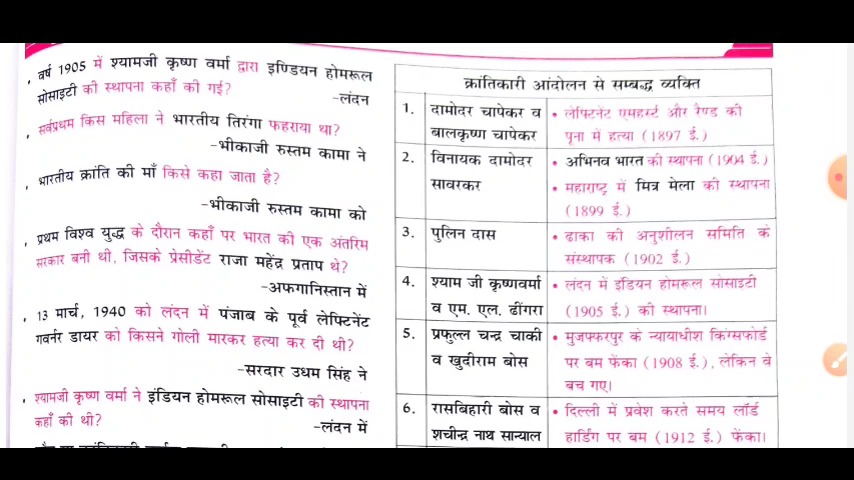 • वर्ष 1905 में श्यामजी कृष्ण वर्मा द्वारा इण्डियन होमरूल
सोसाइटी की स्थापना कहाँ की गई?
–लंदन
• सर्वप्रथम किस महिला ने भारतीय तिरंगा फहराया था?
–भीकाजी रुस्तम कामा ने
• भारतीय क्रांति की माँ किसे कहा जाता है?
–भीकाजी रुस्तम कामा को
• प्रथम विश्व युद्ध के दौरान कहाँ पर भारत की एक अंतरिम
सरकार बनी थी, जिसके प्रेसीडेंट राजा महेंद्र प्रताप थे?
–अफगानिस्तान में
• 13 मार्च, 1940 को लंदन में पंजाब के पूर्व लेफ्टिनेंट
गवर्नर डायर को किसने गोली मारकर हत्या कर दी थी?
–सरदार उधम सिंह ने
• श्यामजी कृष्ण वर्मा ने इंडियन होमरूल सोसाइटी की स्थापना
कहाँ की थी?
–लंदन में
क्रांतिकारी आंदोलन से सम्बद्ध व्यक्ति
1. दामोदर चापेकर व
बालकृष्ण चापेकर
• लेफ्टिनेंट एमहर्स्ट और रैण्ड की
पूना में हत्या (1897 ई.)
2. विनायक दामोदर
सावरकर
• अभिनव भारत की स्थापना (1904 ई.)
• महाराष्ट्र में मित्र मेला की स्थापना
(1899 ई.)
3. पुलिन दास
• ढाका की अनुशीलन समिति के
संस्थापक (1902 ई.)
4. श्याम जी कृष्णवर्मा
व एम. एल. ढींगरा
• लंदन में इंडियन होमरूल सोसाइटी
(1905 ई.) की स्थापना।
5. प्रफुल्ल चन्द्र चाकी
व खुदीराम बोस
• मुजफ्फरपुर के न्यायाधीश किंग्सफोर्ड
पर बम फेंका (1908 ई.), लेकिन वे
बच गए।
6. रासबिहारी बोस व
शचीन्द्र नाथ सान्याल
• दिल्ली में प्रवेश करते समय लॉर्ड
हार्डिंग पर बम (1912 ई.) फेंका।